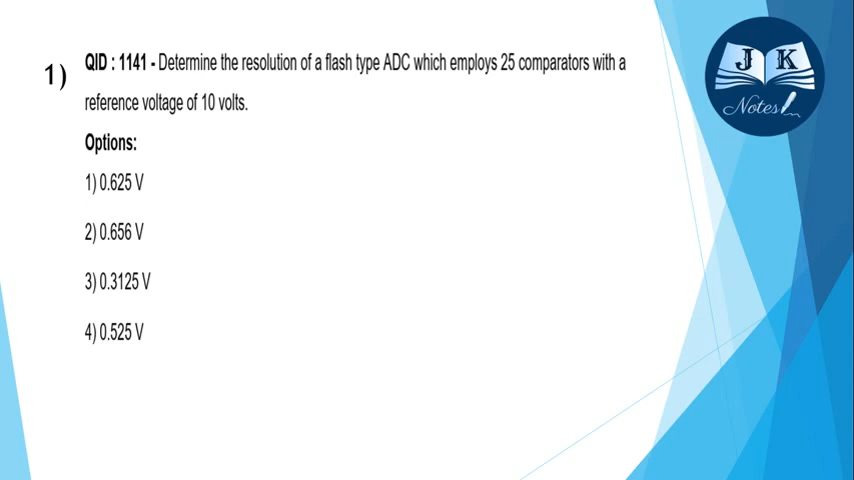 1) QID : 1141 - Determine the resolution of a flash type ADC which employs 25 comparators with a
reference voltage of 10 volts.
Options:
1) 0.625 V
2) 0.656 V
3) 0.3125 V
4) 0.525 V
J K
Notes